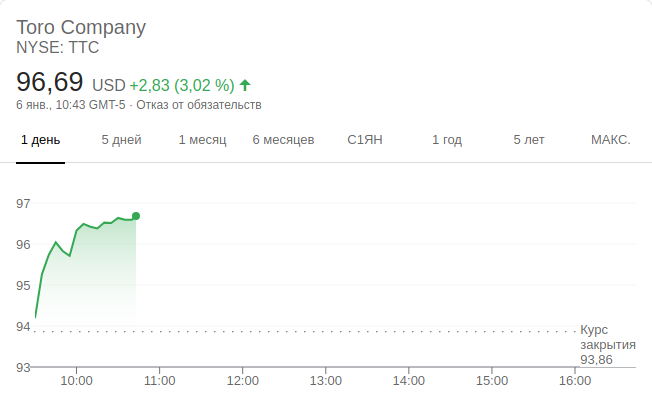 Toro Company
NYSE: TTC
96,69 USD +2,83 (3,02 %)
6 янв., 10:43 GMT-5 · Отказ от обязательств
1 день 5 дней 1 месяц 6 месяцев С1ЯН 1 год 5 лет МАКС.
97
96
95
94
93
Курс
закрытия
93,86
10:00 11:00 12:00 13:00 14:00 15:00 16:00